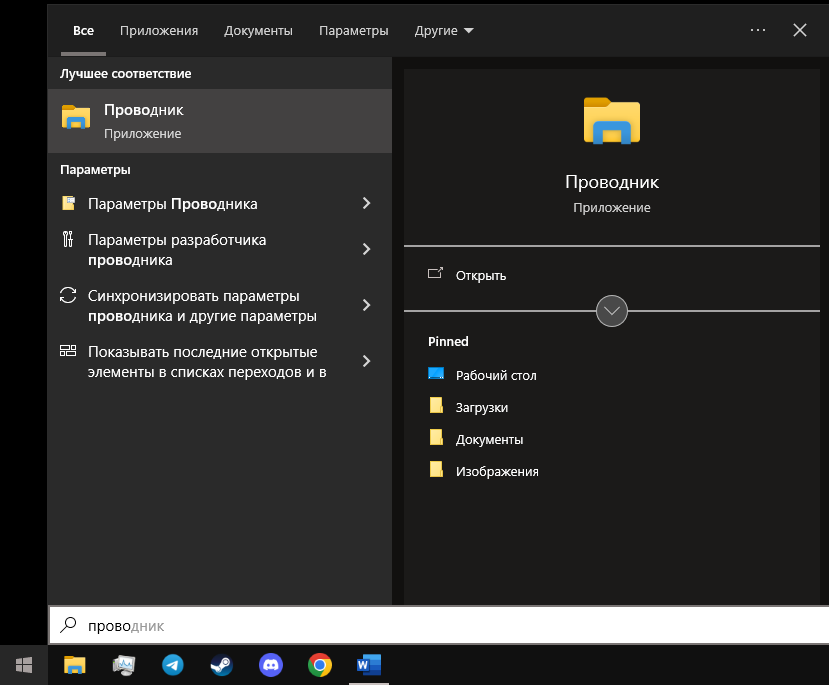 Все Приложения Документы Параметры Другие
Лучшее соответствие
Проводник
Приложение
Параметры
Параметры Проводника
Параметры разработчика
проводника
Синхронизировать параметры
проводника и другие параметры
Показывать последние открытые
элементы в списках переходов и в
Проводник
Приложение
Открыть
Pinned
Рабочий стол
Загрузки
Документы
Изображения
проводник
W